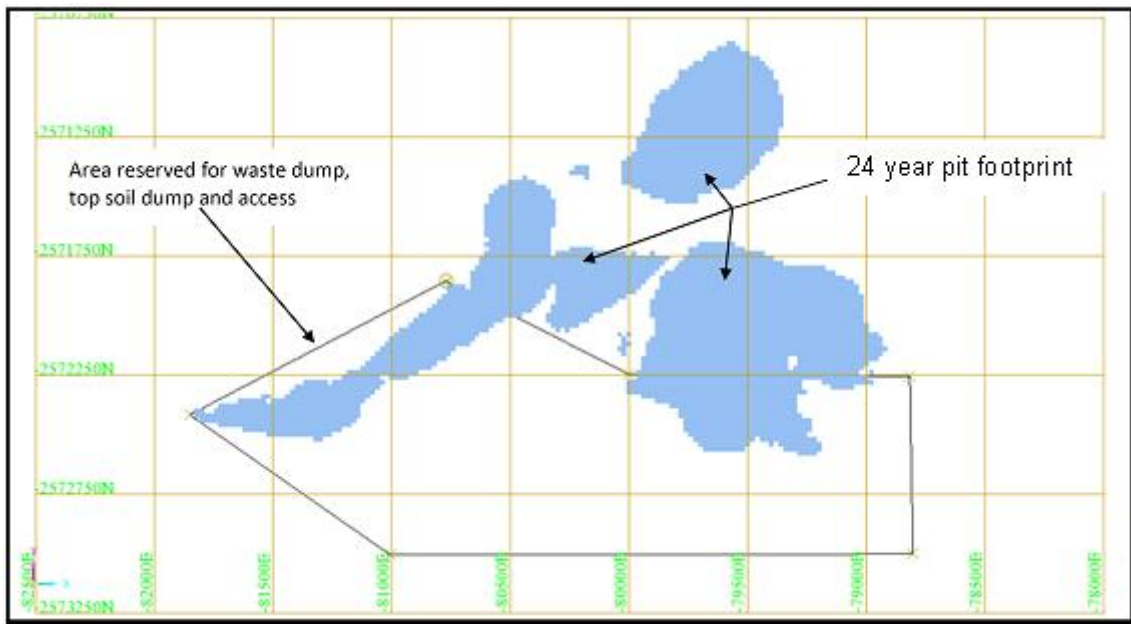 -2571250N
Area reserved for waste dump,
top soil dump and access
24 year pit footprint
-2571750N
-2572250N
-2572750N
-2573250N
-82500E
-82000E
-81500E
-81000E
-80500E
-80000E
-79500E
-79000E
-78500E
-78000E